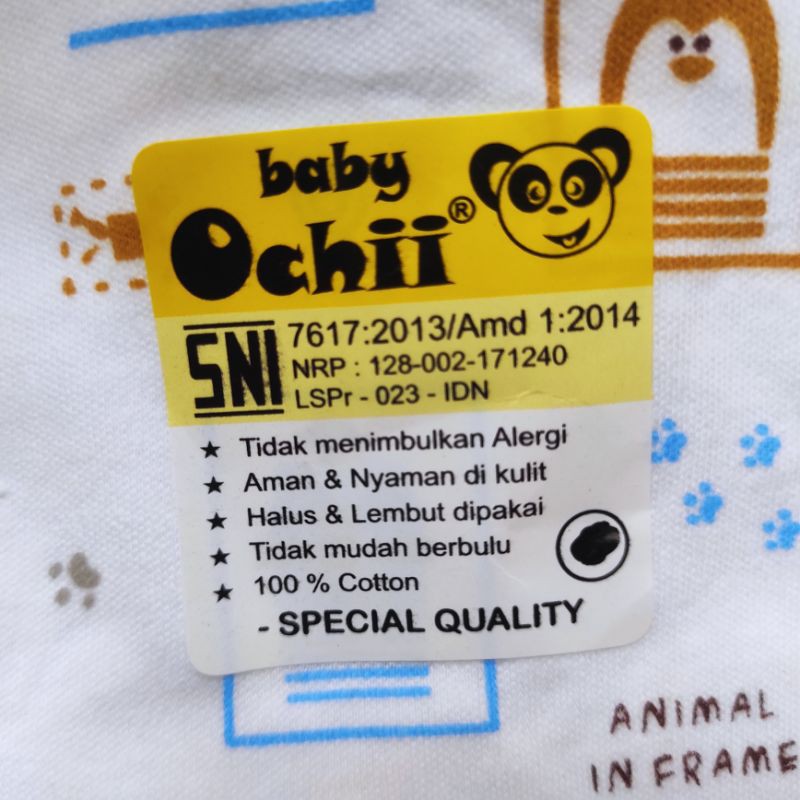 baby
Ochii®
SNI 7617:2013/Amd 1:2014
NRP : 128-002-171240
LSPr - 023 - IDN
★ Tidak menimbulkan Alergi
★ Aman & Nyaman di kulit
★ Halus & Lembut dipakai
★ Tidak mudah berbulu
★ 100 % Cotton
- SPECIAL QUALITY
ANIMAL
IN FRAME